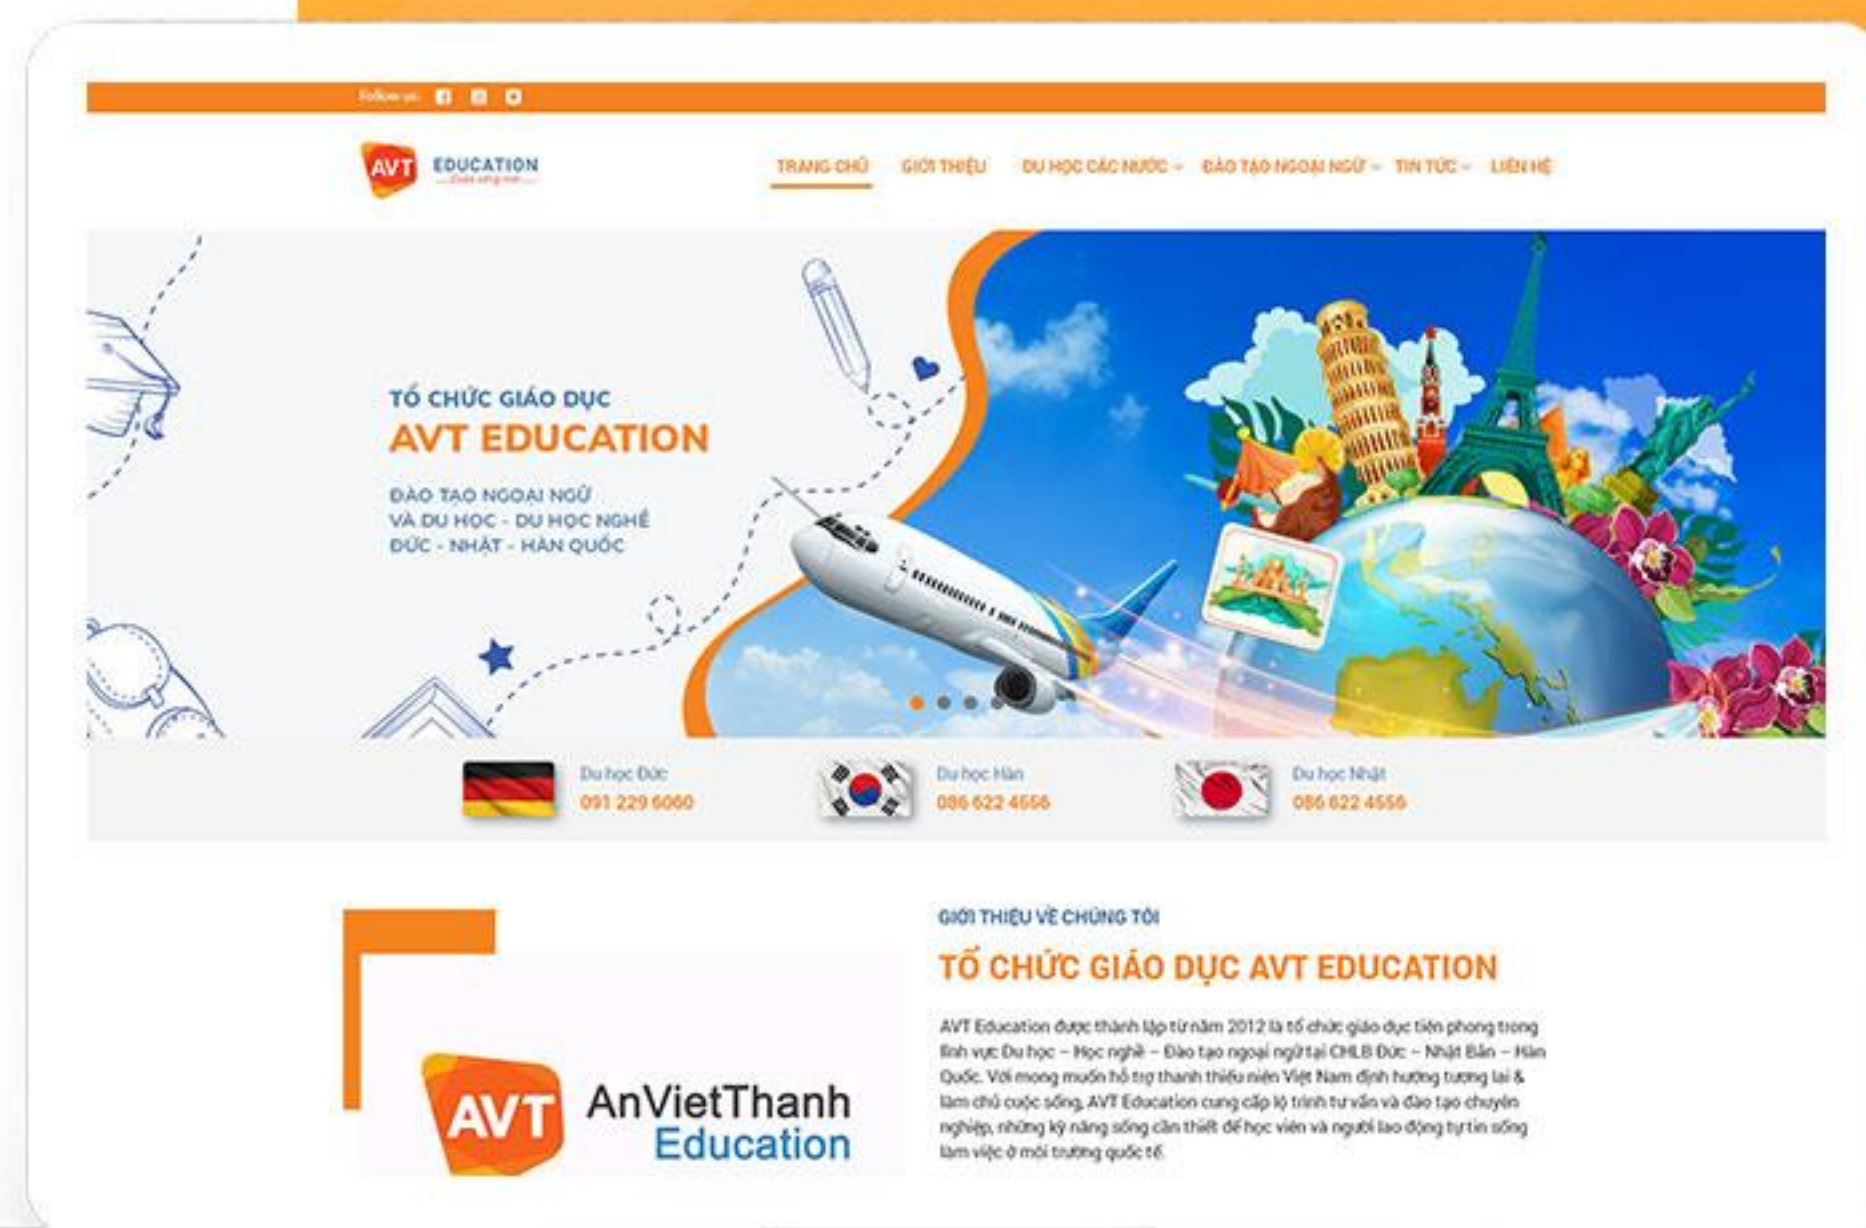 Follow us:
AVT EDUCATION
TRANG CHỦ GIỚI THIỆU DU HỌC CÁC NƯỚC ĐÀO TẠO NGOẠI NGỮ TIN TỨC LIÊN HỆ
TỔ CHỨC GIÁO DỤC
AVT EDUCATION
ĐÀO TẠO NGOẠI NGỮ
VÀ DU HỌC - DU HỌC NGHỀ
ĐỨC - NHẬT - HÀN QUỐC
Du học Đức
091 229 6060
Du học Hàn
086 622 4556
Du học Nhật
086 622 4556
GIỚI THIỆU VỀ CHÚNG TÔI
TỔ CHỨC GIÁO DỤC AVT EDUCATION
AVT Education được thành lập từ năm 2012 là tổ chức giáo dục tiên phong trong
lĩnh vực Du học – Học nghề – Đào tạo ngoại ngữ tại CHLB Đức – Nhật Bản – Hàn
Quốc. Với mong muốn hỗ trợ thanh thiếu niên Việt Nam định hướng tương lai &
làm chủ cuộc sống, AVT Education cung cấp lộ trình tư vấn và đào tạo chuyên
nghiệp, những kỹ năng sống cần thiết để học viên và người lao động tự tin sống
làm việc ở môi trường quốc tế.
AVT AnVietThanh
Education